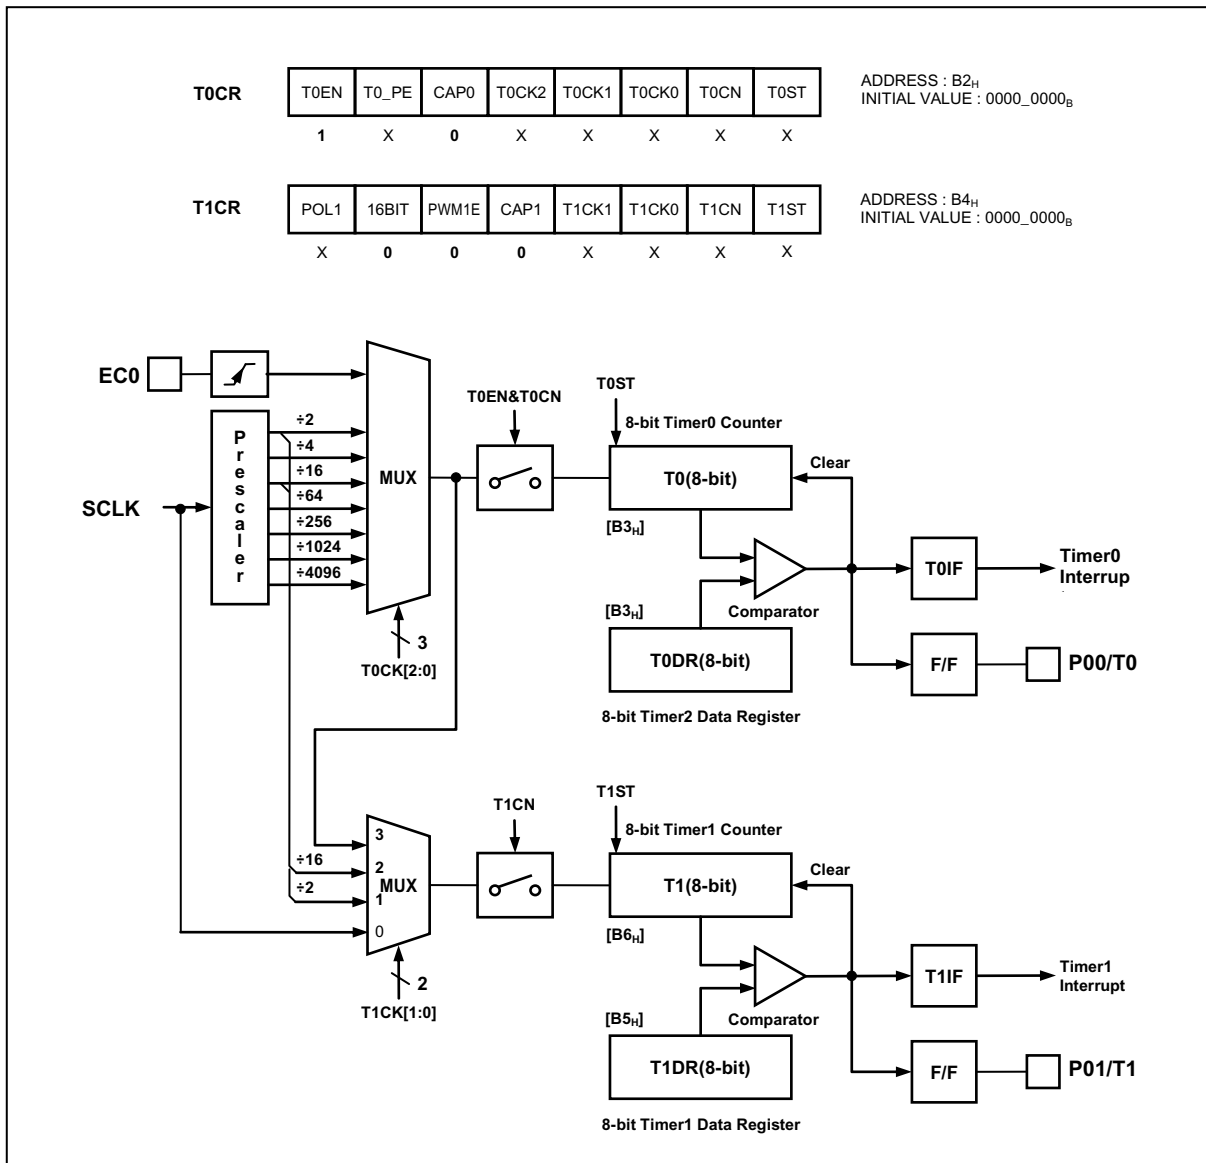 T0CR T0EN T0_PE CAP0 T0CK2 T0CK1 T0CK0 T0CN T0ST
ADDRESS : B2H
INITIAL VALUE : 0000_0000B
1 X 0 X X X X X
T1CR POL1 16BIT PWM1E CAP1 T1CK1 T1CK0 T1CN T1ST
ADDRESS : B4H
INITIAL VALUE : 0000_0000B
X 0 0 0 X X X X
EC0
SCLK
Prescaler
÷2
÷4
÷16
÷64
÷256
÷1024
÷4096
MUX
3
T0CK[2:0]
T0EN&T0CN
T0ST
8-bit Timer0 Counter
T0(8-bit)
Clear
[B3H]
Comparator
[B3H]
T0DR(8-bit)
8-bit Timer2 Data Register
T0IF
Timer0
Interrup
F/F
P00/T0
÷16
÷2
3
2
1
0
MUX
2
T1CK[1:0]
T1CN
T1ST
8-bit Timer1 Counter
T1(8-bit)
Clear
[B6H]
Comparator
[B5H]
T1DR(8-bit)
8-bit Timer1 Data Register
T1IF
Timer1
Interrupt
F/F
P01/T1